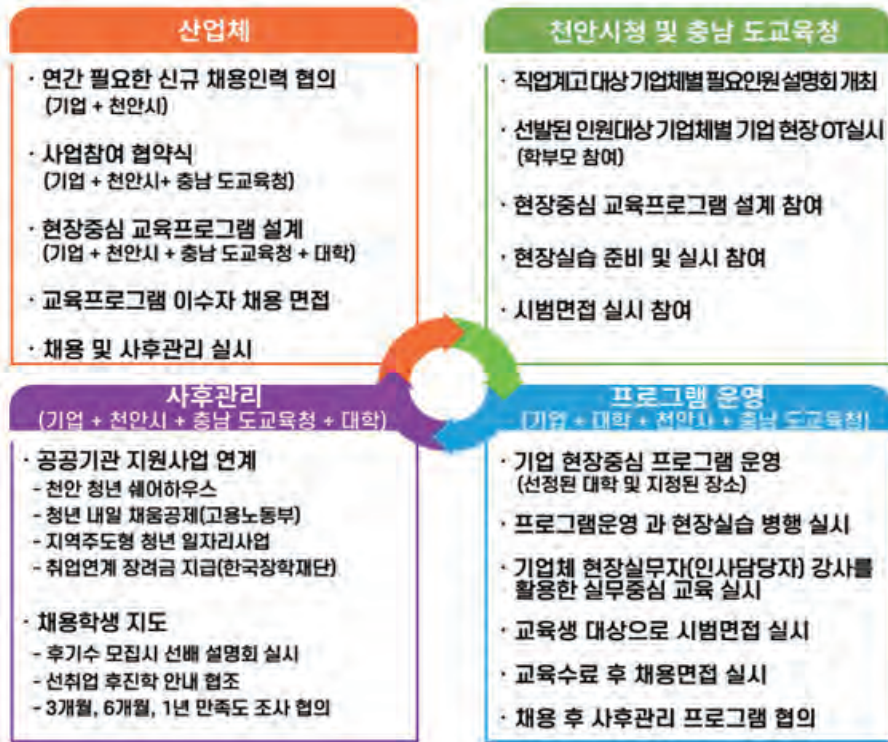 산업체
· 연간 필요한 신규 채용인력 협의
(기업 + 천안시)
· 사업참여 협약식
(기업 + 천안시+ 충남 도교육청)
· 현장중심 교육프로그램 설계
(기업 + 천안시 + 충남 도교육청 + 대학)
· 교육프로그램 이수자 채용 면접
· 채용 및 사후관리 실시
천안시청 및 충남 도교육청
· 직업계고 대상 기업체별 필요인원 설명회 개최
· 선발된 인원대상 기업체별 기업 현장 OT실시
(학부모 참여)
· 현장중심 교육프로그램 설계 참여
· 현장실습 준비 및 실시 참여
· 시범면접 실시 참여
사후관리
(기업 + 천안시 + 충남 도교육청 + 대학)
· 공공기관 지원사업 연계
- 천안 청년 쉐어하우스
- 청년 내일 채움공제(고용노동부)
- 지역주도형 청년 일자리사업
- 취업연계 장려금 지급(한국장학재단)
· 채용학생 지도
- 후기수 모집시 선배 설명회 실시
- 선취업 후진학 안내 협조
- 3개월, 6개월, 1년 만족도 조사 협의
프로그램 운영
(기업 + 대학 + 천안시 + 충남 도교육청)
· 기업 현장중심 프로그램 운영
(선정된 대학 및 지정된 장소)
· 프로그램운영 과 현장실습 병행 실시
· 기업체 현장실무자(인사담당자) 강사를
활용한 실무중심 교육 실시
· 교육생 대상으로 시범면접 실시
· 교육수료 후 채용면접 실시
· 채용 후 사후관리 프로그램 협의